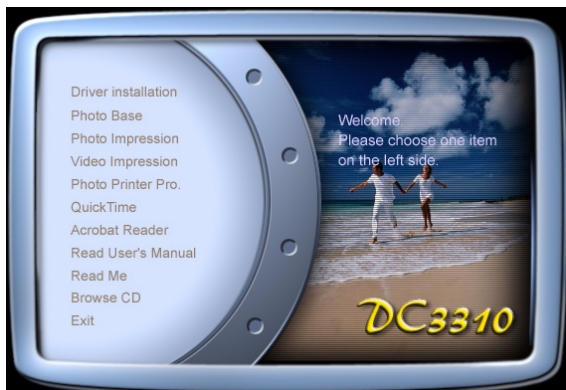 Driver installation
Photo Base
Photo Impression
Video Impression
Photo Printer Pro.
QuickTime
Acrobat Reader
Read User's Manual
Read Me
Browse CD
Exit
Welcome.
Please choose one item
on the left side.
DC3310